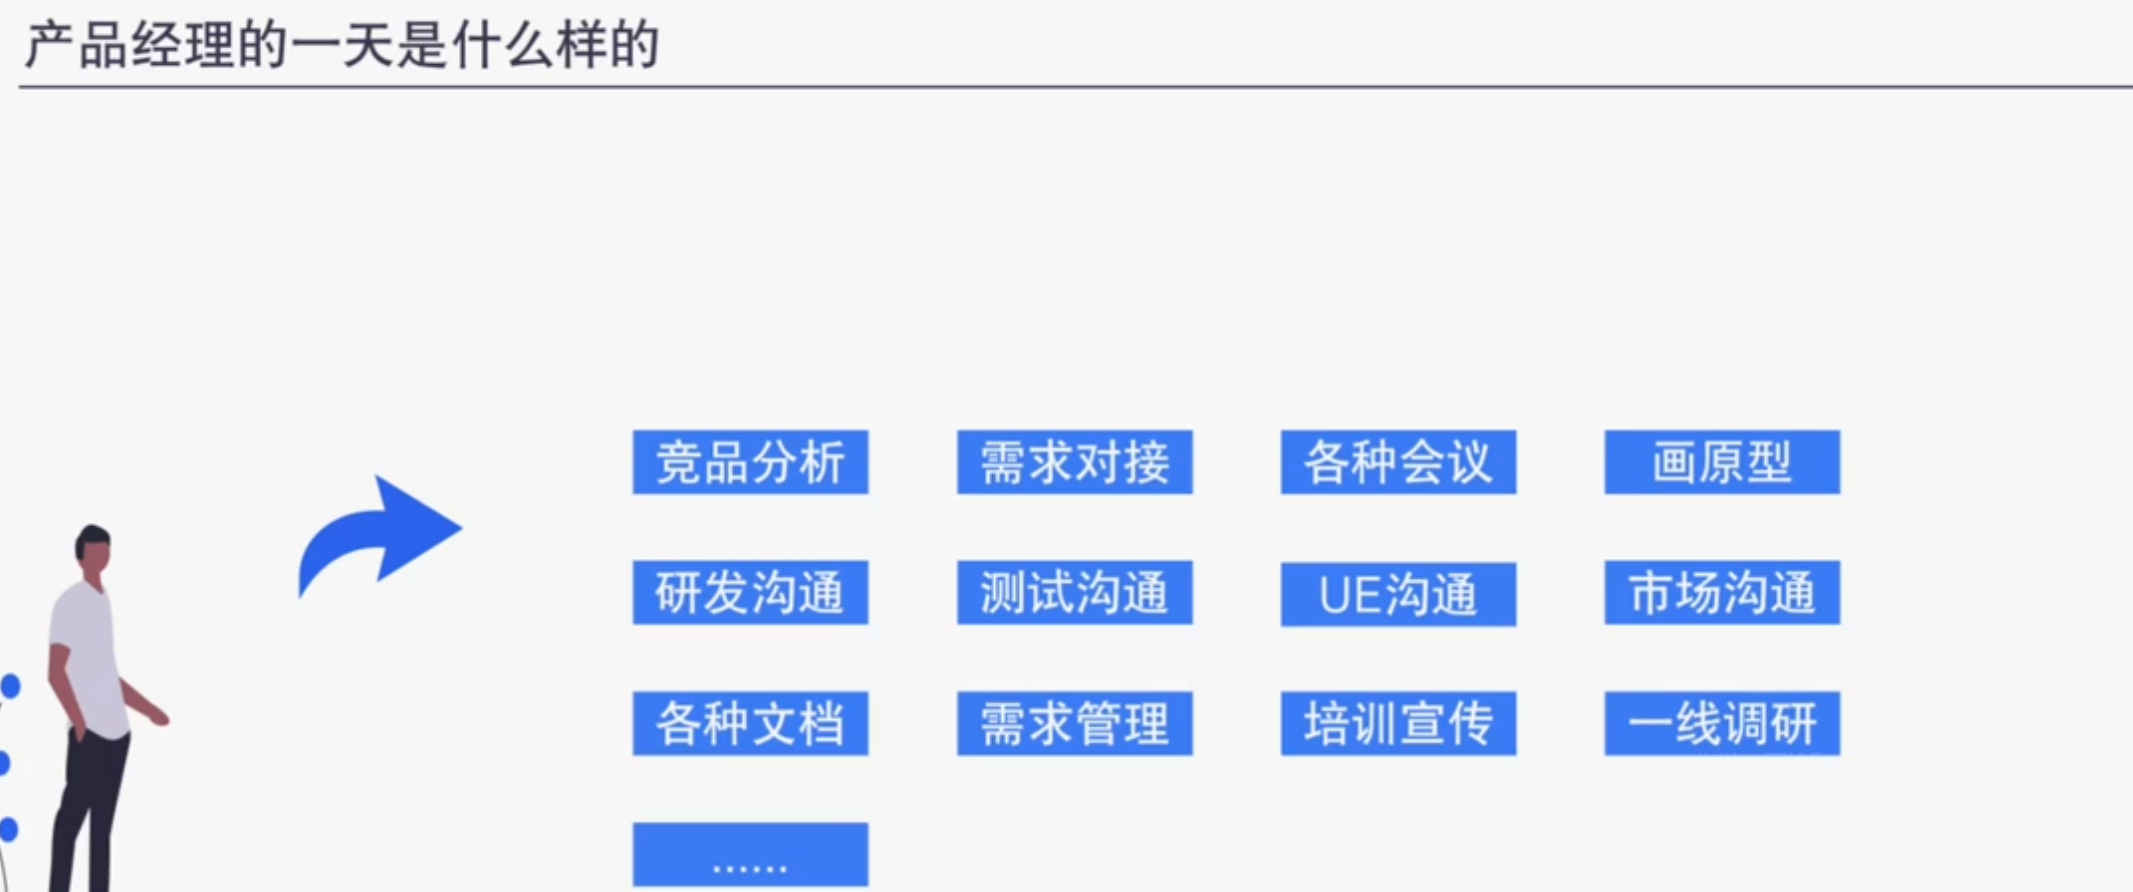 产品经理的一天是什么样的
竞品分析 需求对接 各种会议 画原型
研发沟通 测试沟通 UE沟通 市场沟通
各种文档 需求管理 培训宣传 一线调研
......